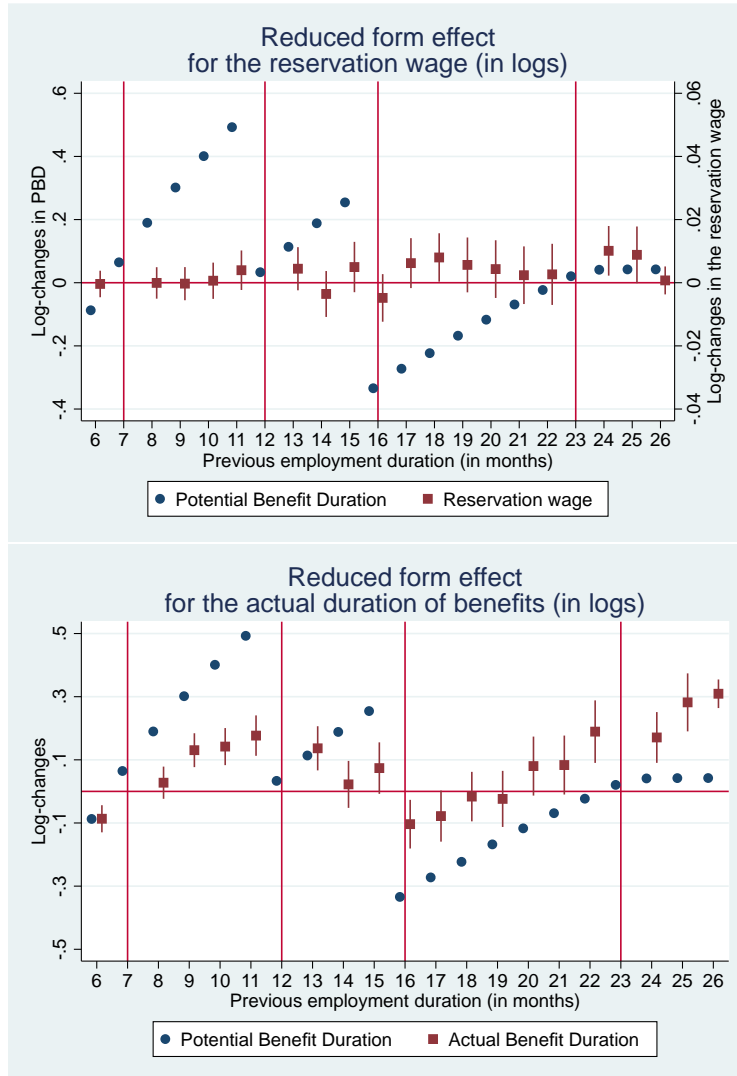 Reduced form effect
for the reservation wage (in logs)
.6
.4
.2
0
-.2
-.4
Log-changes in PBD
.06
.04
.02
0
-.02
-.04
Log-changes in the reservation wage
6 7 8 9 10 11 12 13 14 15 16 17 18 19 20 21 22 23 24 25 26
Previous employment duration (in months)
Potential Benefit Duration Reservation wage
Reduced form effect
for the actual duration of benefits (in logs)
.5
.3
.1
-.1
-.3
-.5
Log-changes
6 7 8 9 10 11 12 13 14 15 16 17 18 19 20 21 22 23 24 25 26
Previous employment duration (in months)
Potential Benefit Duration Actual Benefit Duration